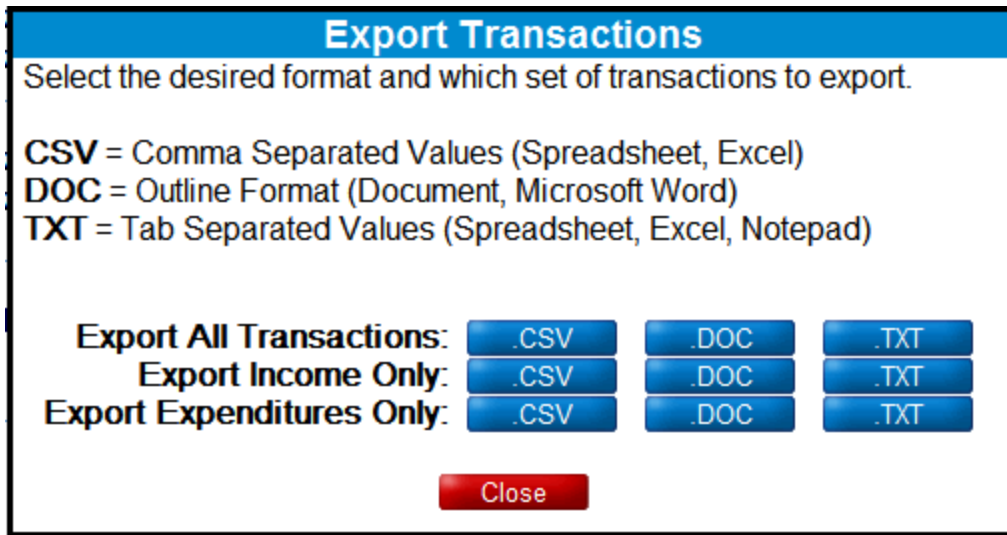 Export Transactions
Select the desired format and which set of transactions to export.
CSV = Comma Separated Values (Spreadsheet, Excel)
DOC = Outline Format (Document, Microsoft Word)
TXT = Tab Separated Values (Spreadsheet, Excel, Notepad)
Export All Transactions: .CSV .DOC .TXT
Export Income Only: .CSV .DOC .TXT
Export Expenditures Only: .CSV .DOC .TXT
Close